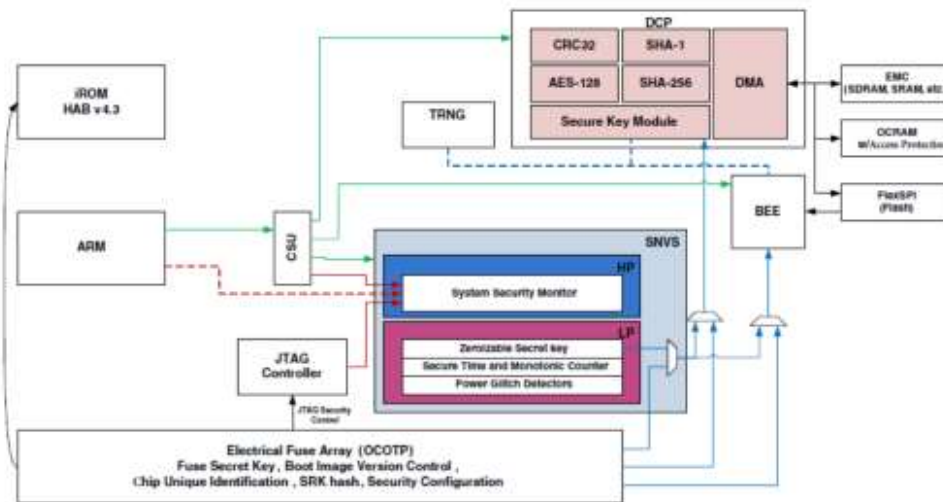 DCP
CRC32
SHA-1
AES-128
SHA-256
DMA
Secure Key Module
iROM
HAB v4.3
TRNG
EMC
(SDRAM, SRAM, etc
OCRAM
w/Access Protection
FlexSPI
(Flash)
BEE
ARM
CSU
SNVS
HP
System Security Monitor
LP
Zeroizable Secret key
Secure Time and Monotonic Counter
Power Glitch Detectors
JTAG
Controller
JTAG Security
Control
Electrical Fuse Array (OCOTP)
Fuse Secret Key, Boot Image Version Control,
Chip Unique Identification, SRK hash, Security Configuration